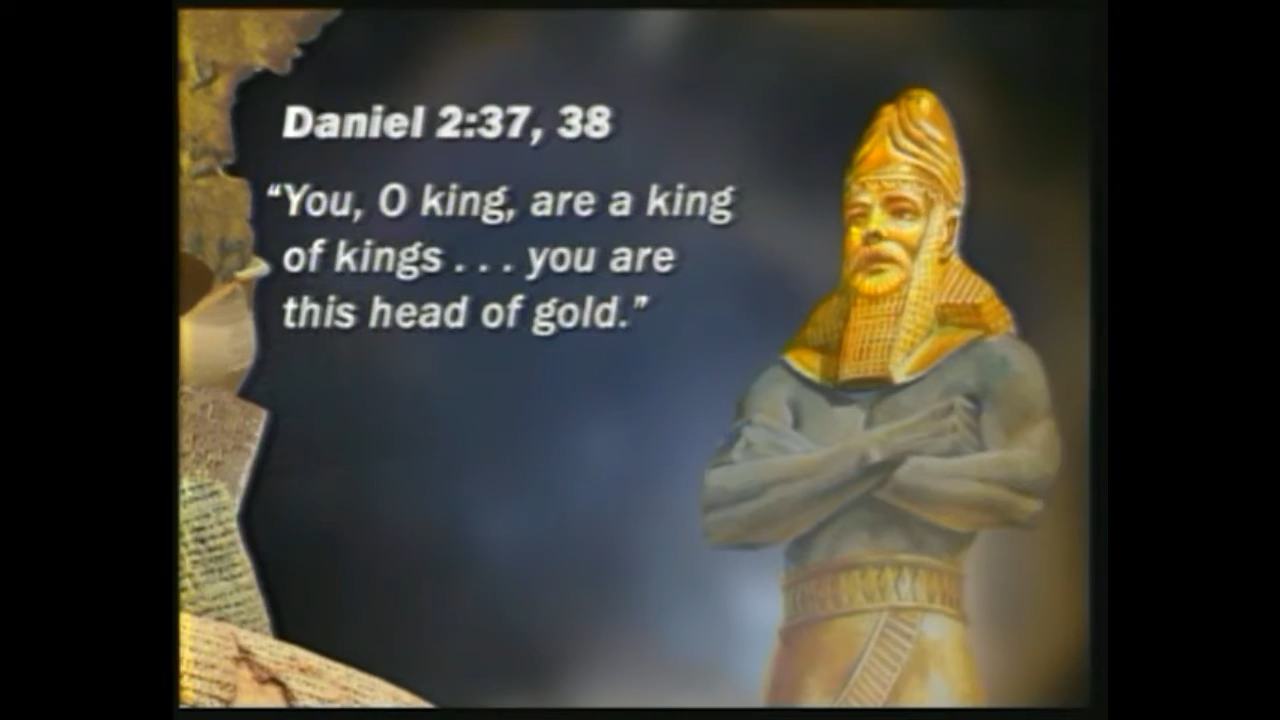 Daniel 2:37, 38
“You, O king, are a king
of kings . . . you are
this head of gold.”